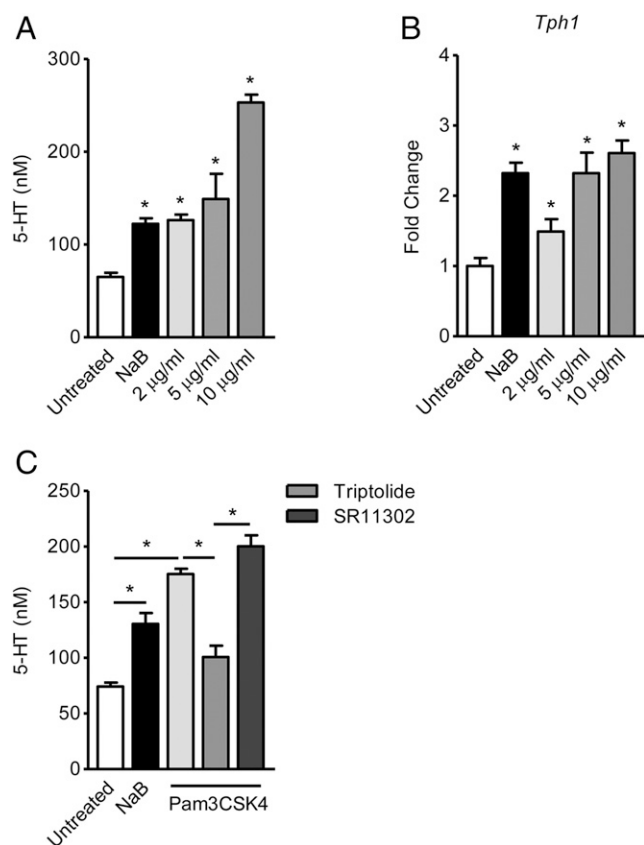 A
300
200
100
0
5-HT (nM)
*
*
*
*
Untreated
NaB
2 µg/ml
5 µg/ml
10 µg/ml
B
Tph1
4
3
2
1
0
Fold Change
*
*
*
*
Untreated
NaB
2 µg/ml
5 µg/ml
10 µg/ml
C
250
200
150
100
50
0
5-HT (nM)
*
*
*
*
Triptolide
SR11302
Untreated
NaB
Pam3CSK4